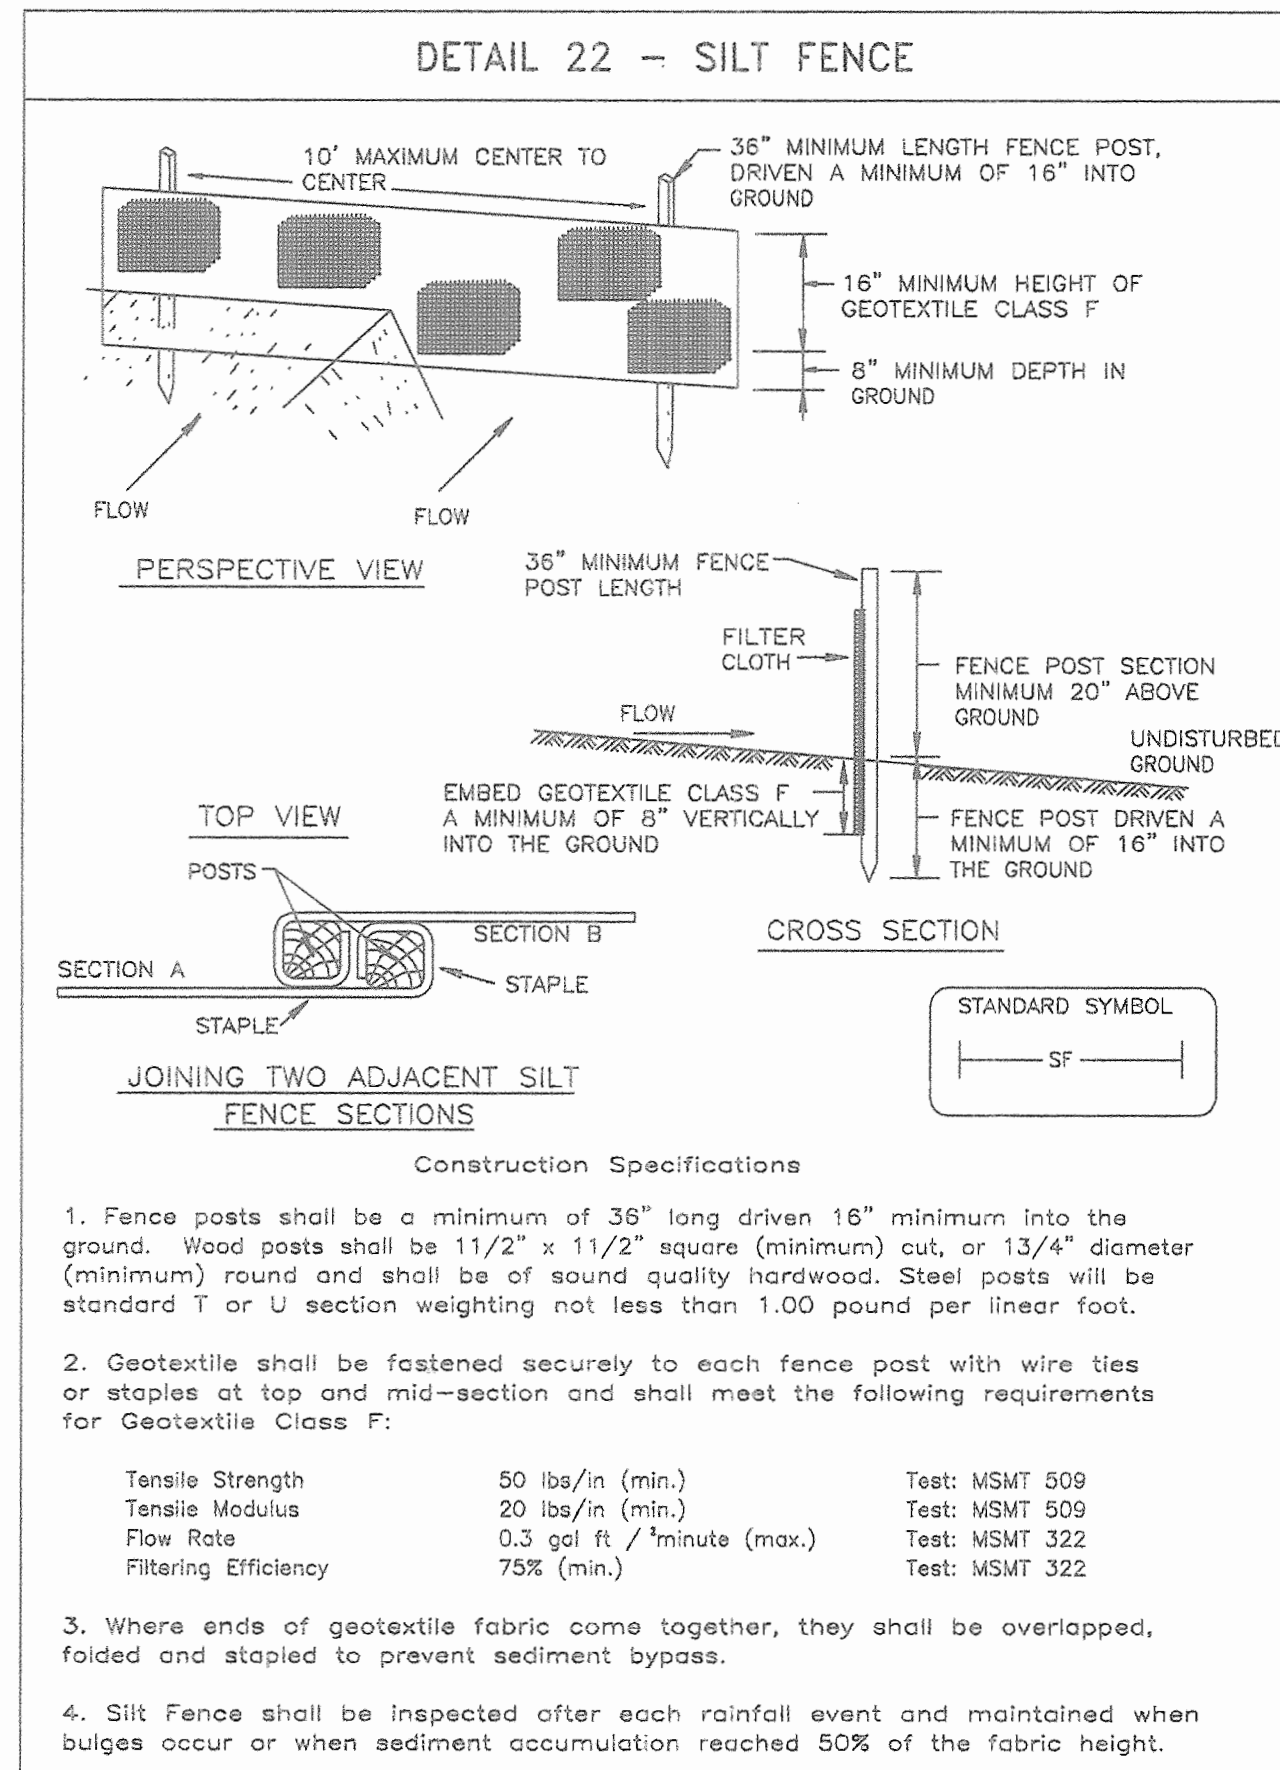 DETAIL 22 - SILT FENCE
10' MAXIMUM CENTER TO
CENTER
36" MINIMUM LENGTH FENCE POST,
DRIVEN A MINIMUM OF 16" INTO
GROUND
16" MINIMUM HEIGHT OF
GEOTEXTILE CLASS F
8" MINIMUM DEPTH IN
GROUND
FLOW
FLOW
PERSPECTIVE VIEW
36" MINIMUM FENCE
POST LENGTH
FILTER
CLOTH
FENCE POST SECTION
MINIMUM 20" ABOVE
GROUND
FLOW
UNDISTURBED
GROUND
EMBED GEOTEXTILE CLASS F
A MINIMUM OF 8" VERTICALLY
INTO THE GROUND
FENCE POST DRIVEN A
MINIMUM OF 16" INTO
THE GROUND
CROSS SECTION
TOP VIEW
POSTS
SECTION B
SECTION A
STAPLE
STAPLE
JOINING TWO ADJACENT SILT
FENCE SECTIONS
STANDARD SYMBOL
SF
Construction Specifications
1. Fence posts shall be a minimum of 36" long driven 16" minimum into the
ground. Wood posts shall be 11/2" x 11/2" square (minimum) cut, or 13/4" diameter
(minimum) round and shall be of sound quality hardwood. Steel posts will be
standard T or U section weighting not less than 1.00 pound per linear foot.
2. Geotextile shall be fastened securely to each fence post with wire ties
or staples at top and mid-section and shall meet the following requirements
for Geotextile Class F:
Tensile Strength 50 lbs/in (min.) Test: MSMT 509
Tensile Modulus 20 lbs/in (min.) Test: MSMT 509
Flow Rate 0.3 gal ft / ²minute (max.) Test: MSMT 322
Filtering Efficiency 75% (min.) Test: MSMT 322
3. Where ends of geotextile fabric come together, they shall be overlapped,
folded and stapled to prevent sediment bypass.
4. Silt Fence shall be inspected after each rainfall event and maintained when
bulges occur or when sediment accumulation reached 50% of the fabric height.